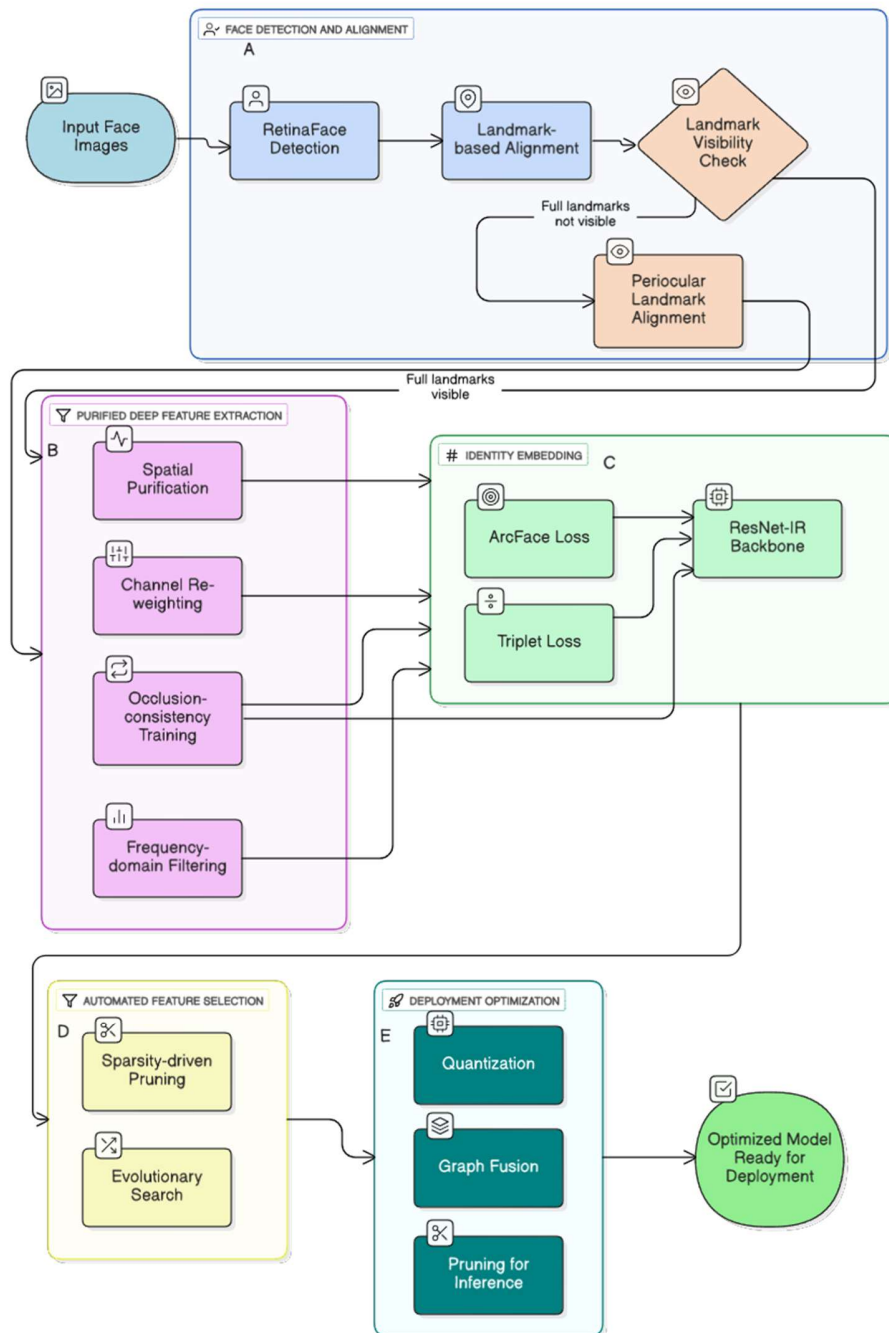 FACE DETECTION AND ALIGNMENT
A
Input Face
Images
RetinaFace
Detection
Landmark-
based Alignment
Landmark
Visibility
Check
Full landmarks
not visible
Periocular
Landmark
Alignment
Full landmarks
visible
PURIFIED DEEP FEATURE EXTRACTION
B
Spatial
Purification
Channel Re-
weighting
Occlusion-
consistency
Training
Frequency-
domain Filtering
# IDENTITY EMBEDDING
C
ArcFace Loss
Triplet Loss
ResNet-IR
Backbone
AUTOMATED FEATURE SELECTION
D
Sparsity-driven
Pruning
Evolutionary
Search
DEPLOYMENT OPTIMIZATION
E
Quantization
Graph Fusion
Pruning for
Inference
Optimized Model
Ready for
Deployment